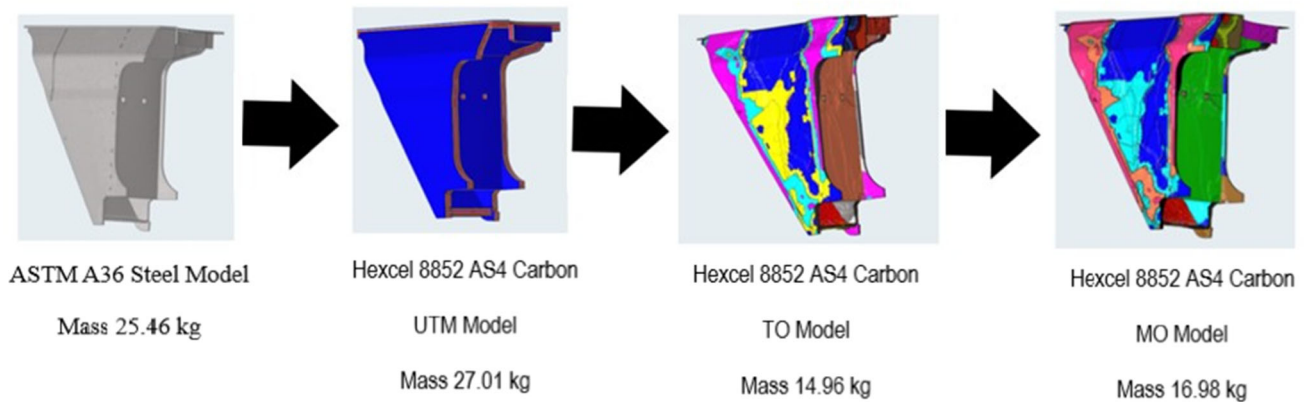 ASTM A36 Steel Model
Mass 25.46 kg
Hexcel 8852 AS4 Carbon
UTM Model
Mass 27.01 kg
Hexcel 8852 AS4 Carbon
TO Model
Mass 14.96 kg
Hexcel 8852 AS4 Carbon
MO Model
Mass 16.98 kg